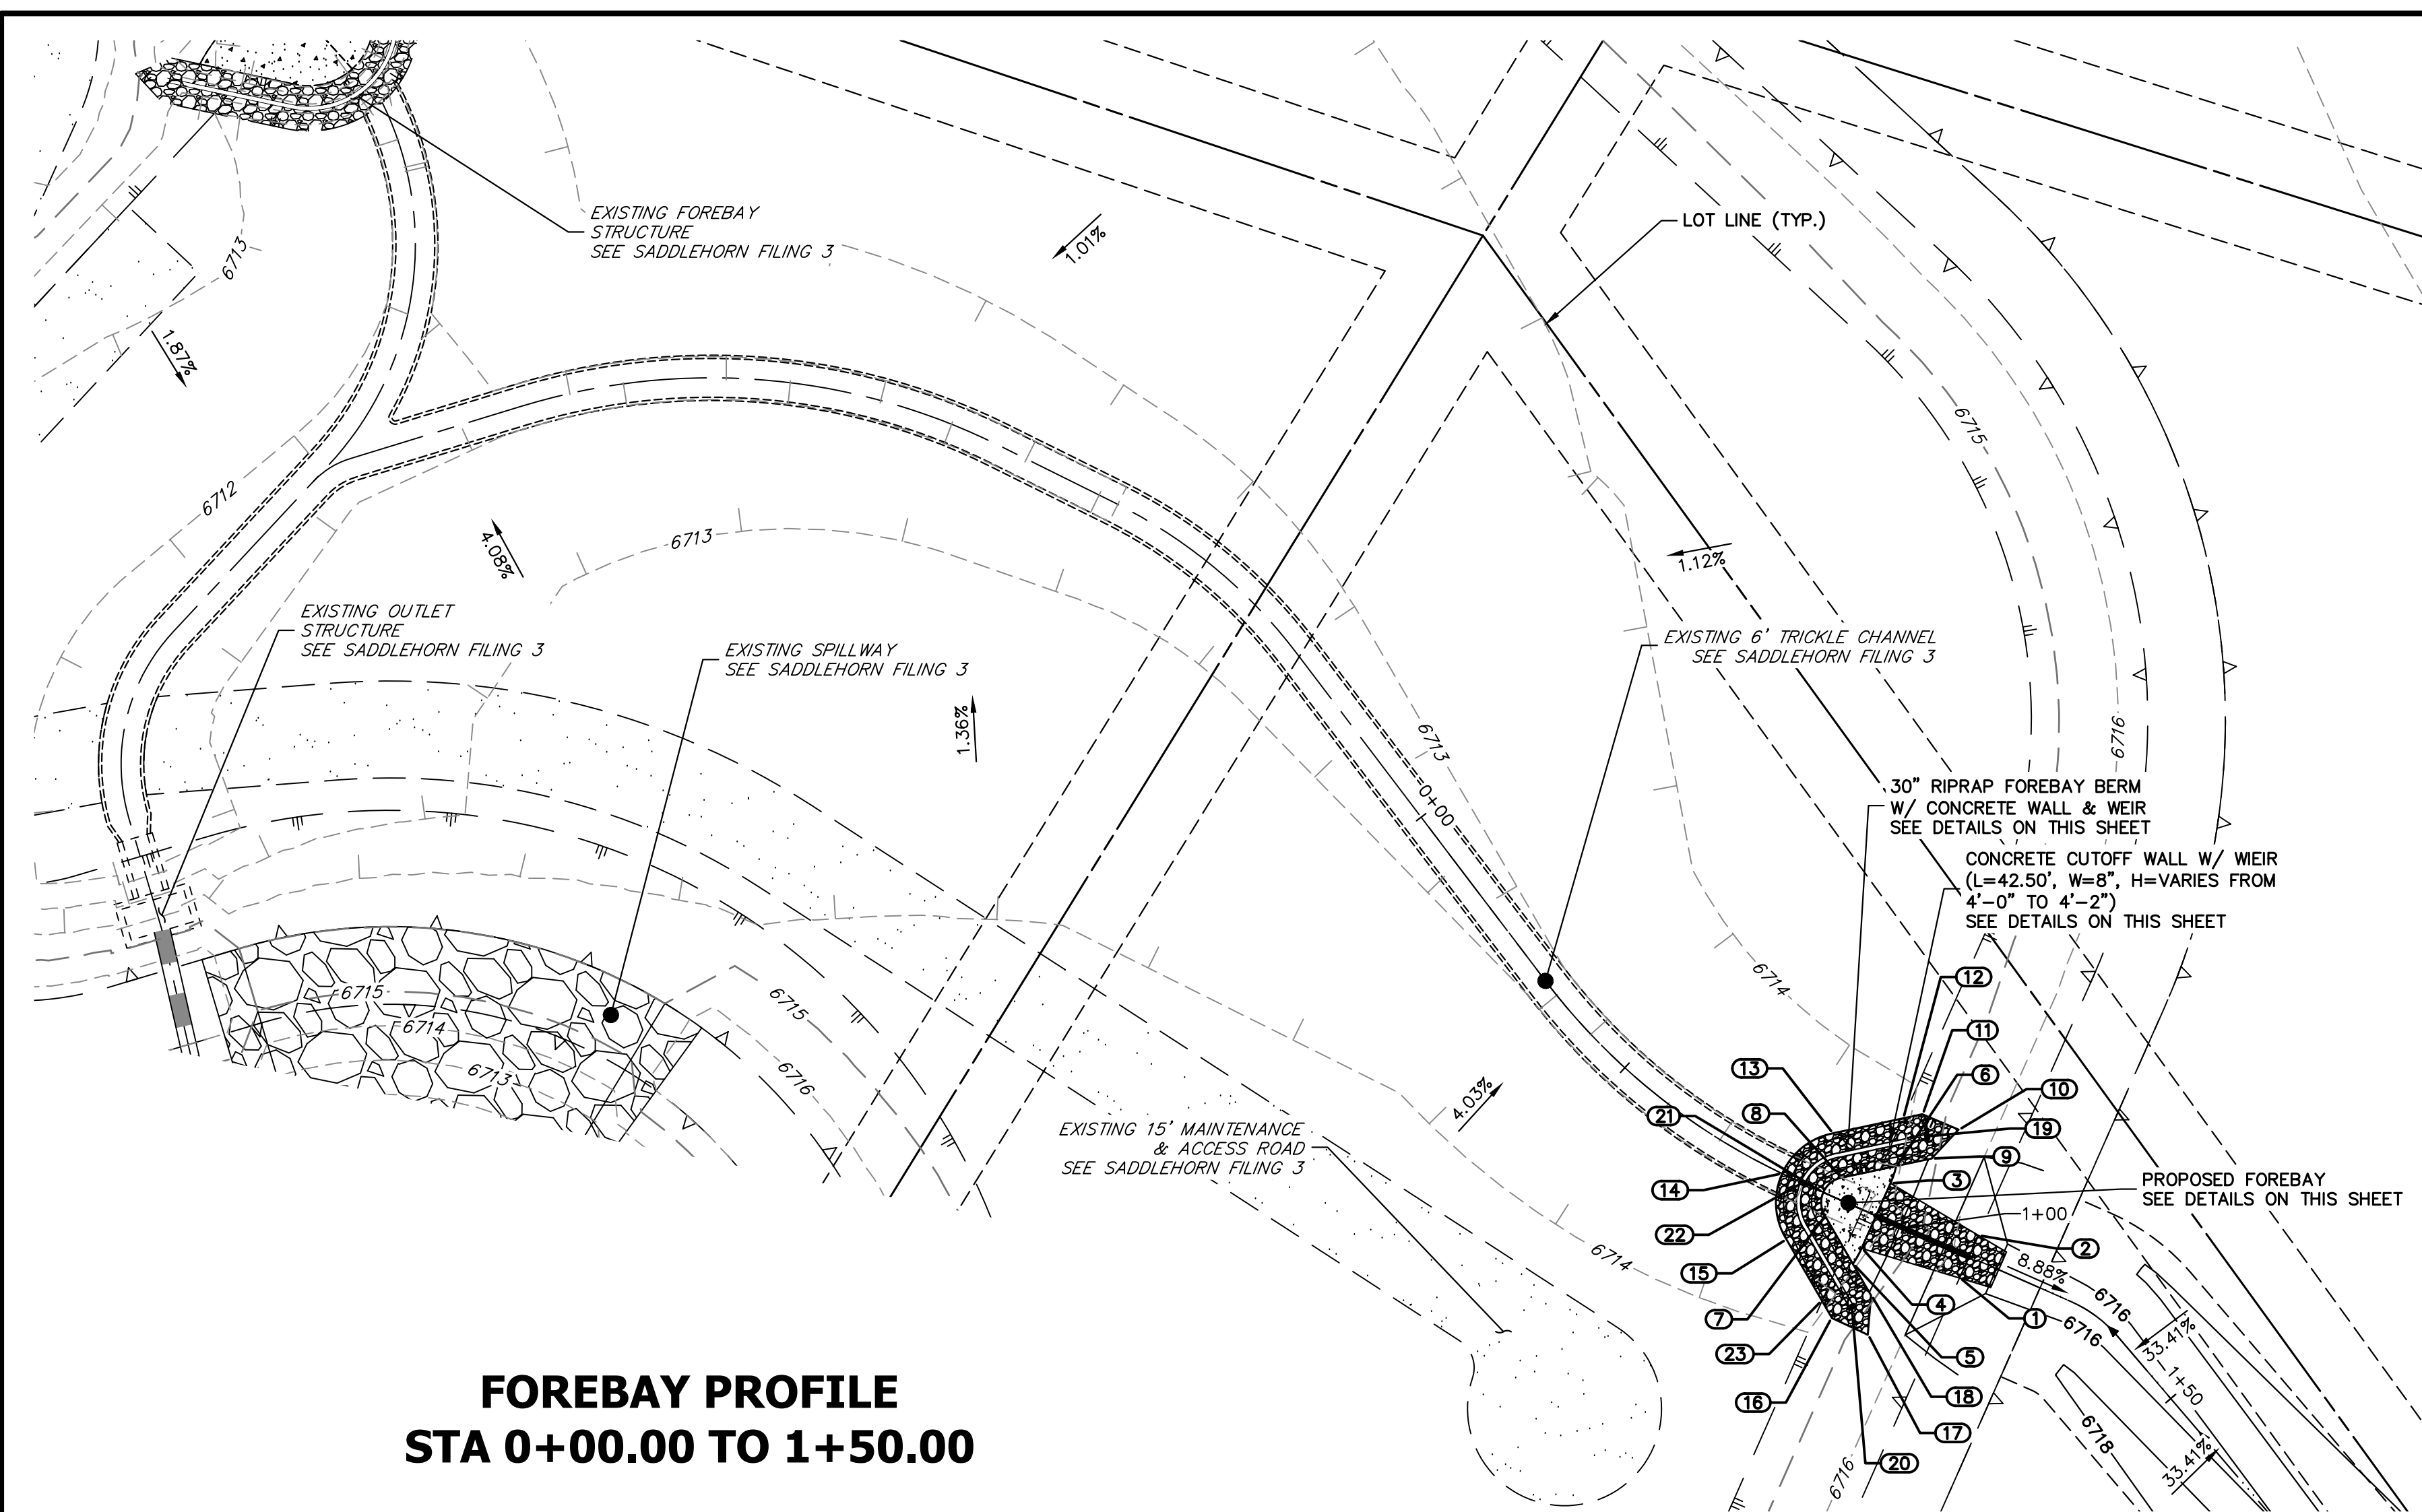 EXISTING FOREBAY
STRUCTURE
SEE SADDLEHORN FILING 3
1.01%
LOT LINE (TYP.)
6713
1.87%
6715
6712
4.08%
6713
1.12%
EXISTING OUTLET
STRUCTURE
SEE SADDLEHORN FILING 3
EXISTING SPILLWAY
SEE SADDLEHORN FILING 3
EXISTING 6' TRICKLE CHANNEL
SEE SADDLEHORN FILING 3
1.36%
6713
6716
0+00
30" RIPRAP FOREBAY BERM
W/ CONCRETE WALL & WEIR
SEE DETAILS ON THIS SHEET
CONCRETE CUTOFF WALL W/ WIEIR
(L=42.50', W=8", H=VARIES FROM
4'-0" TO 4'-2")
SEE DETAILS ON THIS SHEET
6714
12
6715
6715
6714
11
13
6
6713
6716
10
4.03%
8
21
EXISTING 15' MAINTENANCE
& ACCESS ROAD
SEE SADDLEHORN FILING 3
19
9
3
PROPOSED FOREBAY
SEE DETAILS ON THIS SHEET
14
1+00
22
2
6714
8.88%
15
4
6716
7
1
6716
33.41%
23
5
1+50
18
16
FOREBAY PROFILE
STA 0+00.00 TO 1+50.00
17
6718
20
6716
33.41%